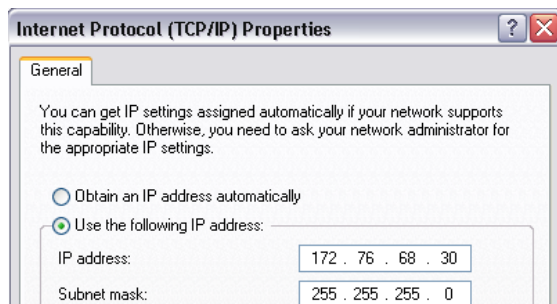 Internet Protocol (TCP/IP) Properties
General
You can get IP settings assigned automatically if your network supports
this capability. Otherwise, you need to ask your network administrator for
the appropriate IP settings.
Obtain an IP address automatically
Use the following IP address:
IP address: 172 . 76 . 68 . 30
Subnet mask: 255 . 255 . 255 . 0